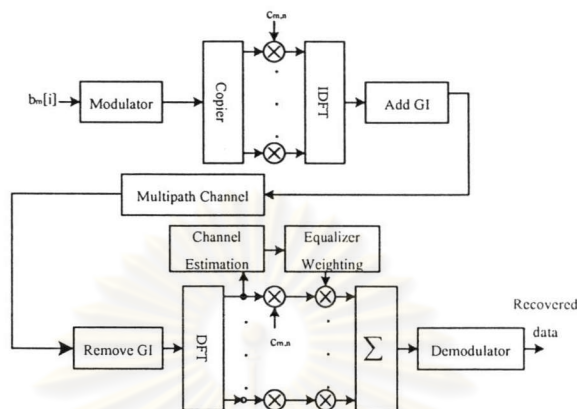 Cm,n
bm[i]
Modulator
Copier
IDFT
Add GI
Multipath Channel
Channel
Estimation
Equalizer
Weighting
Remove GI
DFT
Cm,n
Σ
Demodulator
Recovered
data